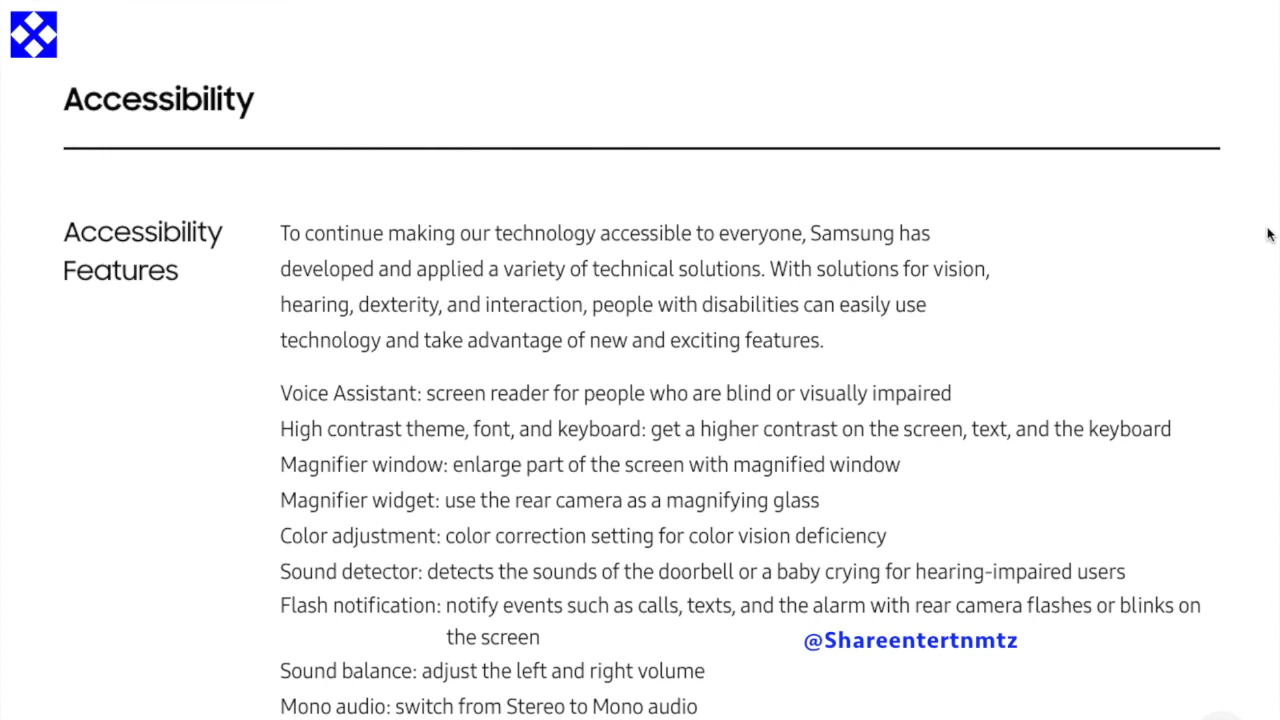 Accessibility
Accessibility
Features
To continue making our technology accessible to everyone, Samsung has
developed and applied a variety of technical solutions. With solutions for vision,
hearing, dexterity, and interaction, people with disabilities can easily use
technology and take advantage of new and exciting features.
Voice Assistant: screen reader for people who are blind or visually impaired
High contrast theme, font, and keyboard: get a higher contrast on the screen, text, and the keyboard
Magnifier window: enlarge part of the screen with magnified window
Magnifier widget: use the rear camera as a magnifying glass
Color adjustment: color correction setting for color vision deficiency
Sound detector: detects the sounds of the doorbell or a baby crying for hearing-impaired users
Flash notification: notify events such as calls, texts, and the alarm with rear camera flashes or blinks on
the screen
@Shareentertnmtz
Sound balance: adjust the left and right volume
Mono audio: switch from Stereo to Mono audio